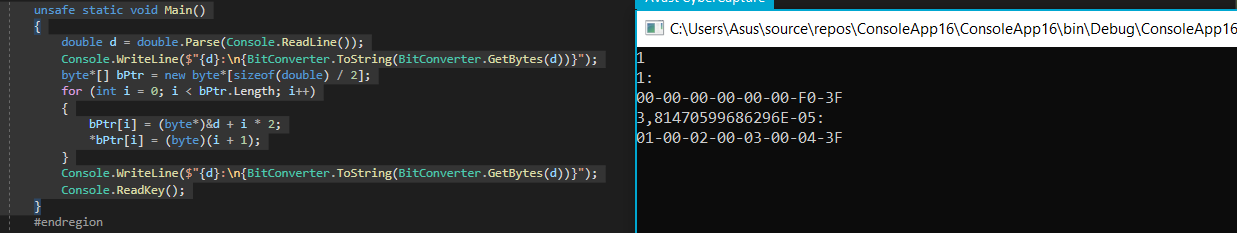 unsafe static void Main()
{
double d = double.Parse(Console.ReadLine());
Console.WriteLine($"{d}:\n{BitConverter.ToString(BitConverter.GetBytes(d))}");
byte*[] bPtr = new byte*[sizeof(double) / 2];
for (int i = 0; i < bPtr.Length; i++)
{
bPtr[i] = (byte*)&d + i * 2;
*bPtr[i] = (byte)(i + 1);
}
Console.WriteLine($"{d}:\n{BitConverter.ToString(BitConverter.GetBytes(d))}");
Console.ReadKey();
}
#endregion
Avast CyberCapture
C:\Users\Asus\source\repos\ConsoleApp16\ConsoleApp16\bin\Debug\ConsoleApp16
1
1:
00-00-00-00-00-00-F0-3F
3,81470599686296E-05:
01-00-02-00-03-00-04-3F